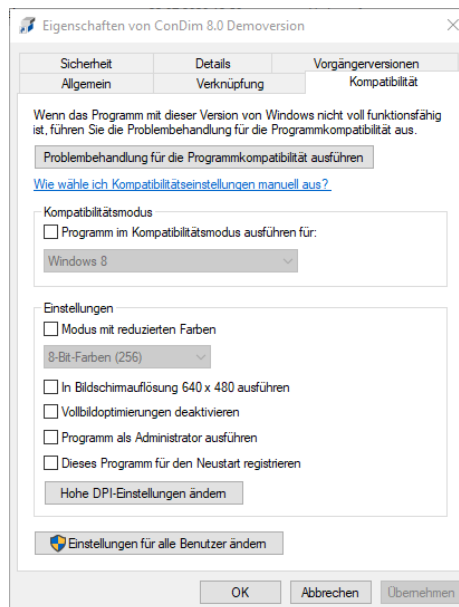 Eigenschaften von ConDim 8.0 Demoversion
Sicherheit
Details
Vorgängerversionen
Allgemein
Verknüpfung
Kompatibilität
Wenn das Programm mit dieser Version von Windows nicht voll funktionsfähig
ist, führen Sie die Problembehandlung für die Programmkompatibilität aus.
Problembehandlung für die Programmkompatibilität ausführen
Wie wähle ich Kompatibilitätseinstellungen manuell aus?
Kompatibilitätsmodus
Programm im Kompatibilitätsmodus ausführen für:
Windows 8
Einstellungen
Modus mit reduzierten Farben
8-Bit-Farben (256)
In Bildschirmauflösung 640 x 480 ausführen
Vollbildoptimierungen deaktivieren
Programm als Administrator ausführen
Dieses Programm für den Neustart registrieren
Hohe DPI-Einstellungen ändern
Einstellungen für alle Benutzer ändern
OK
Abbrechen
Übernehmen